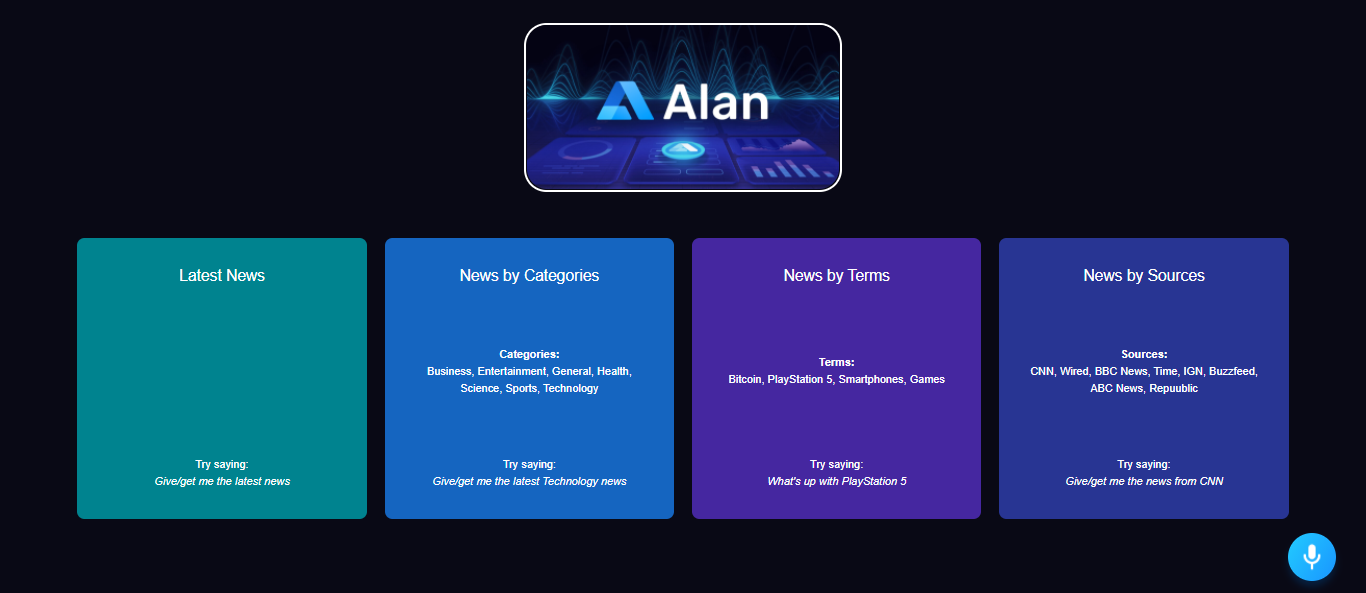 Alan
Latest News
Try saying:
Give/get me the latest news
News by Categories
Categories:
Business, Entertainment, General, Health,
Science, Sports, Technology
Try saying:
Give/get me the latest Technology news
News by Terms
Terms:
Bitcoin, PlayStation 5, Smartphones, Games
Try saying:
What's up with PlayStation 5
News by Sources
Sources:
CNN, Wired, BBC News, Time, IGN, Buzzfeed,
ABC News, Repuublic
Try saying:
Give/get me the news from CNN